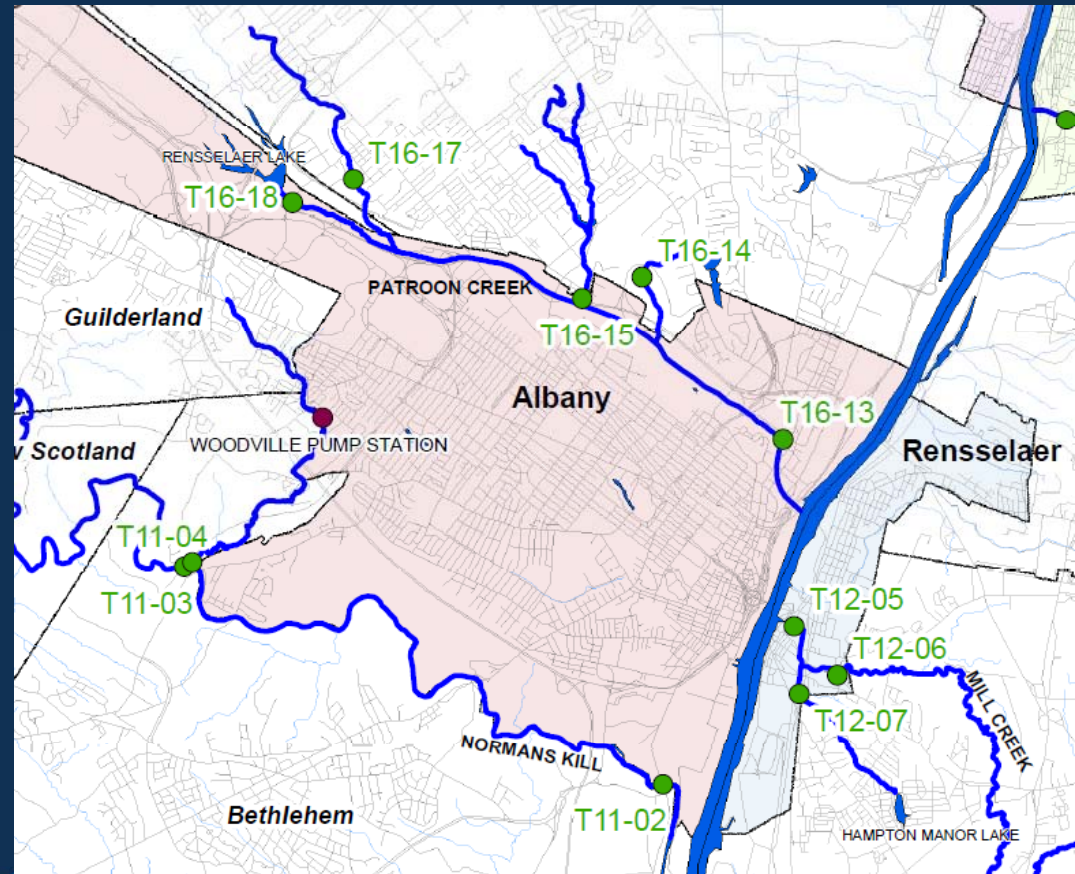 RENSSELAER LAKE
T16-17
T16-18
T16-14
PATROON CREEK
Guilderland
T16-15
Albany
T16-13
WOODVILLE PUMP STATION
Rensselaer
v Scotland
T11-04
T11-03
T12-05
T12-06
MILL CREEK
T12-07
NORMANS KILL
T11-02
Bethlehem
HAMPTON MANOR LAKE